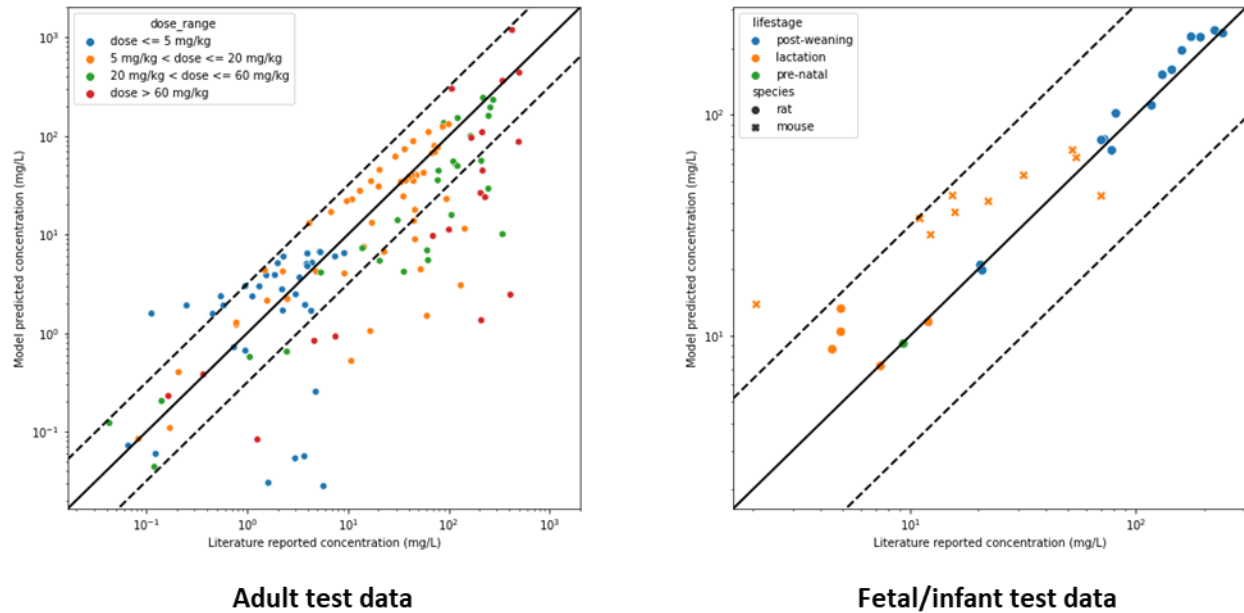 dose_range
dose <= 5 mg/kg
5 mg/kg < dose <= 20 mg/kg
20 mg/kg < dose <= 60 mg/kg
dose > 60 mg/kg
10³
10²
10¹
10⁰
10⁻¹
Model predicted concentration (mg/L)
10⁻¹
10⁰
10¹
10²
10³
Literature reported concentration (mg/L)
Adult test data
lifestage
post-weaning
lactation
pre-natal
species
rat
mouse
10²
10¹
Model predicted concentration (mg/L)
10¹
10²
Literature reported concentration (mg/L)
Fetal/infant test data